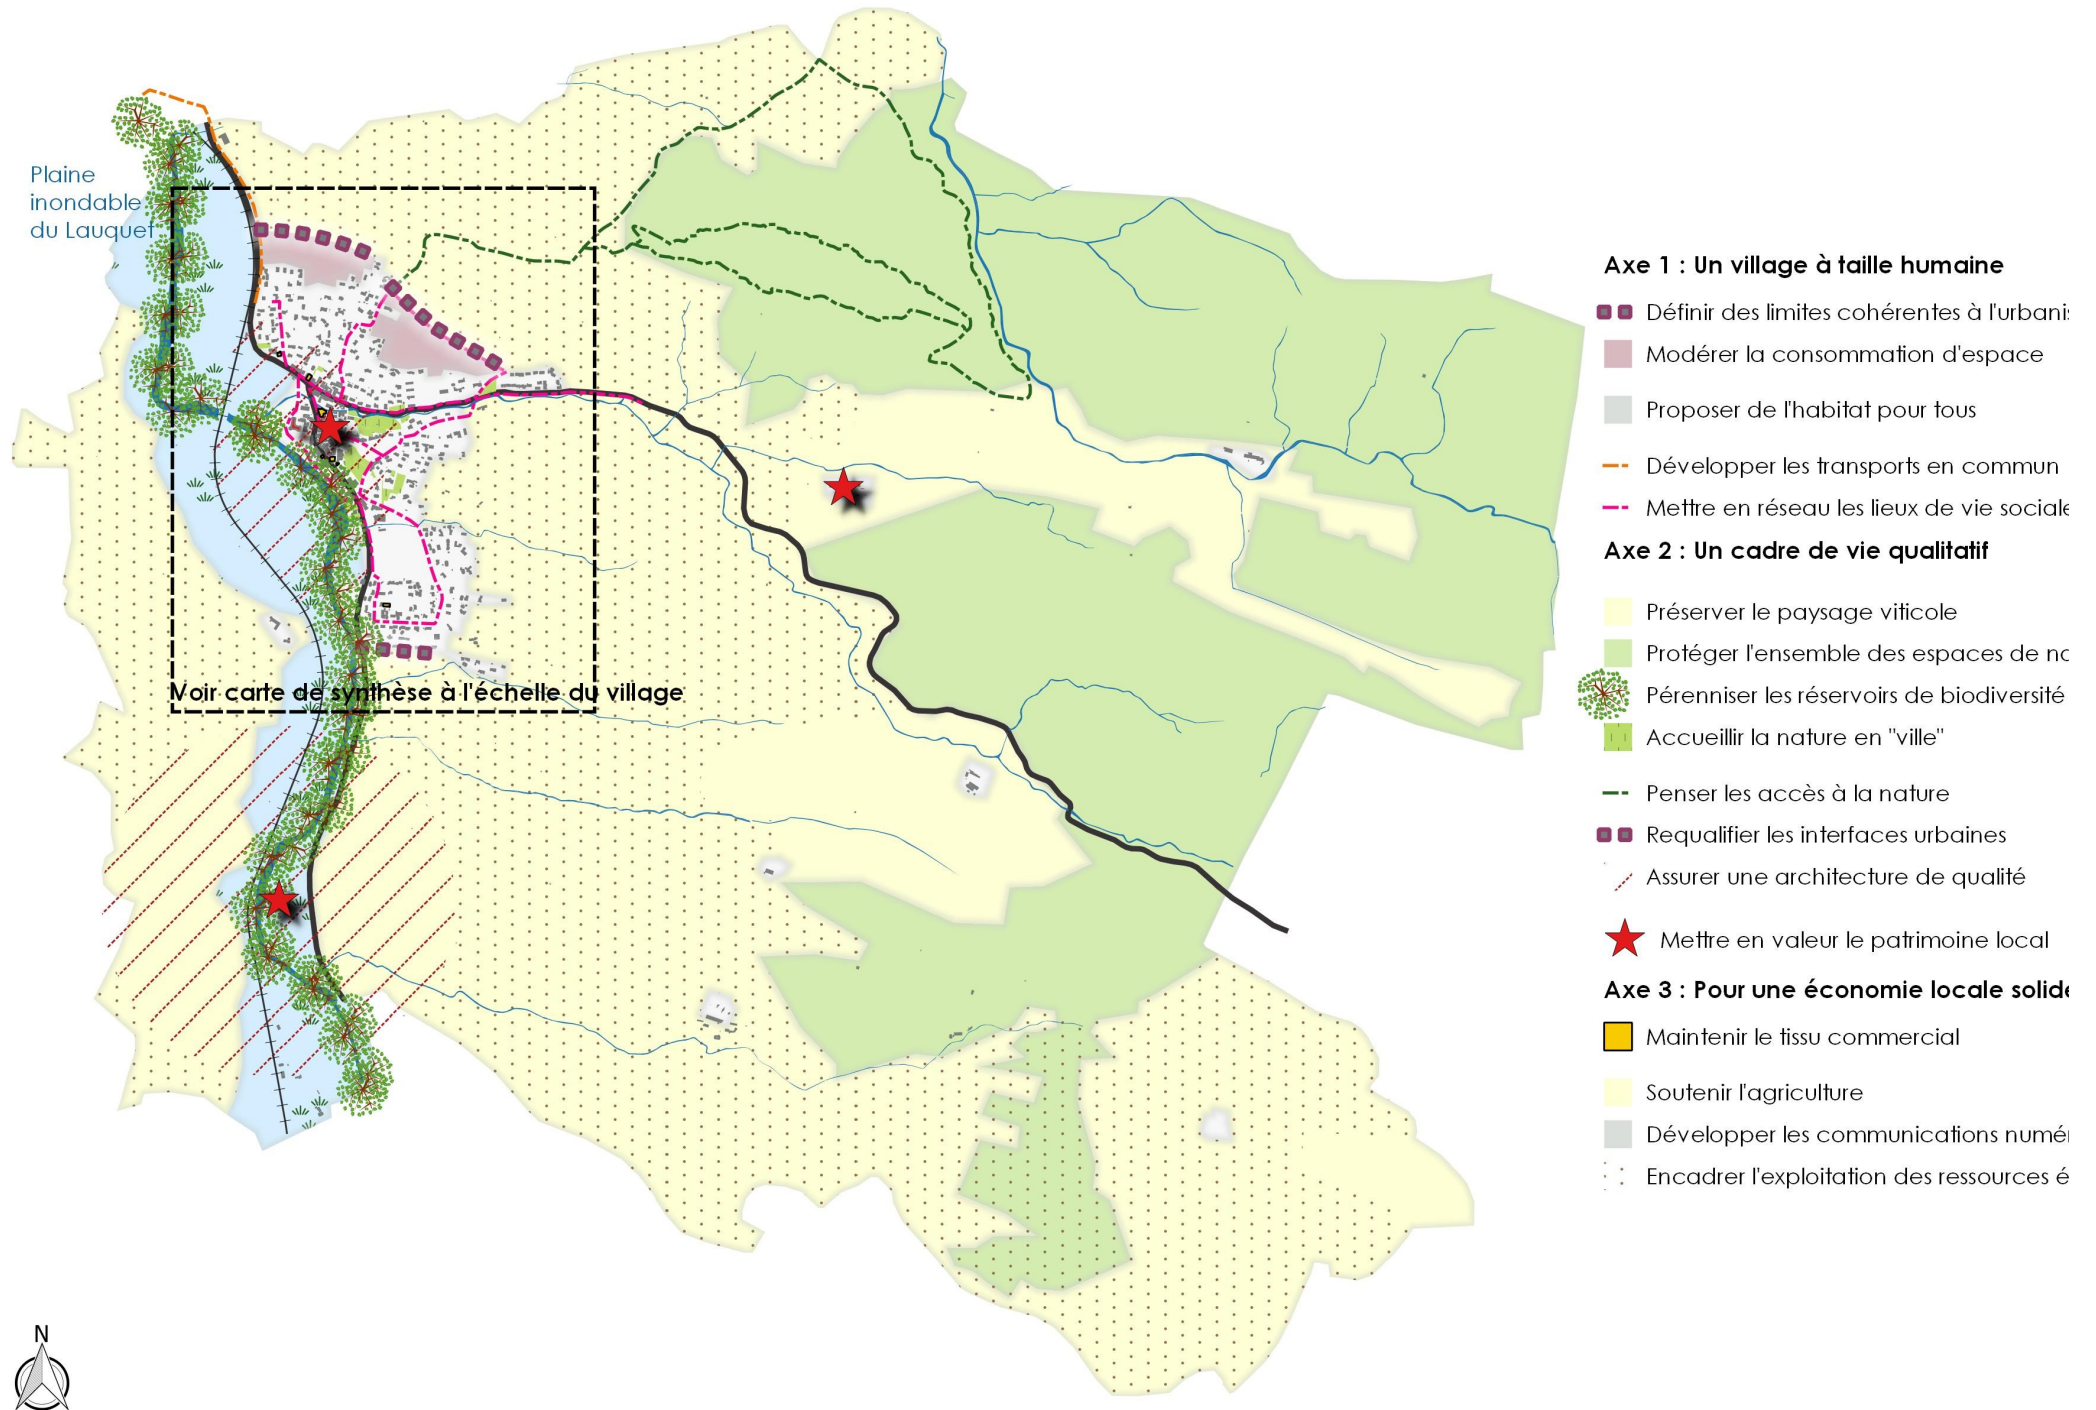 Plaine
inondable
du Lauquet
Voir carte de synthèse à l'échelle du village
Axe 1 : Un village à taille humaine
Définir des limites cohérentes à l'urbanis
Modérer la consommation d'espace
Proposer de l'habitat pour tous
Développer les transports en commun
Mettre en réseau les lieux de vie sociale
Axe 2 : Un cadre de vie qualitatif
Préserver le paysage viticole
Protéger l'ensemble des espaces de na
Pérenniser les réservoirs de biodiversité
Accueillir la nature en "ville"
Penser les accès à la nature
Requalifier les interfaces urbaines
Assurer une architecture de qualité
Mettre en valeur le patrimoine local
Axe 3 : Pour une économie locale solide
Maintenir le tissu commercial
Soutenir l'agriculture
Développer les communications numé
Encadrer l'exploitation des ressources é
N